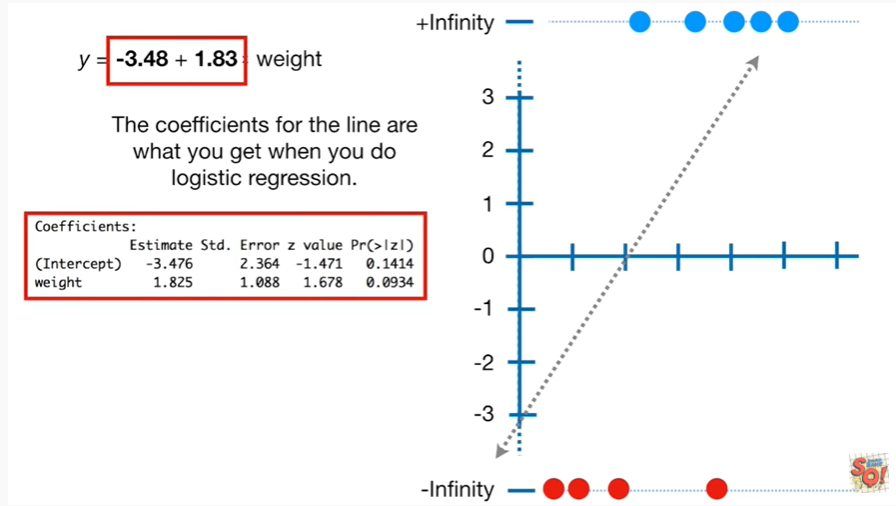 y = -3.48 + 1.83 × weight
The coefficients for the line are
what you get when you do
logistic regression.
Coefficients:
Estimate Std. Error z value Pr(>|z|)
(Intercept) -3.476 2.364 -1.471 0.1414
weight 1.825 1.088 1.678 0.0934
+Infinity
3
2
1
0
-1
-2
-3
-Infinity
SQ!